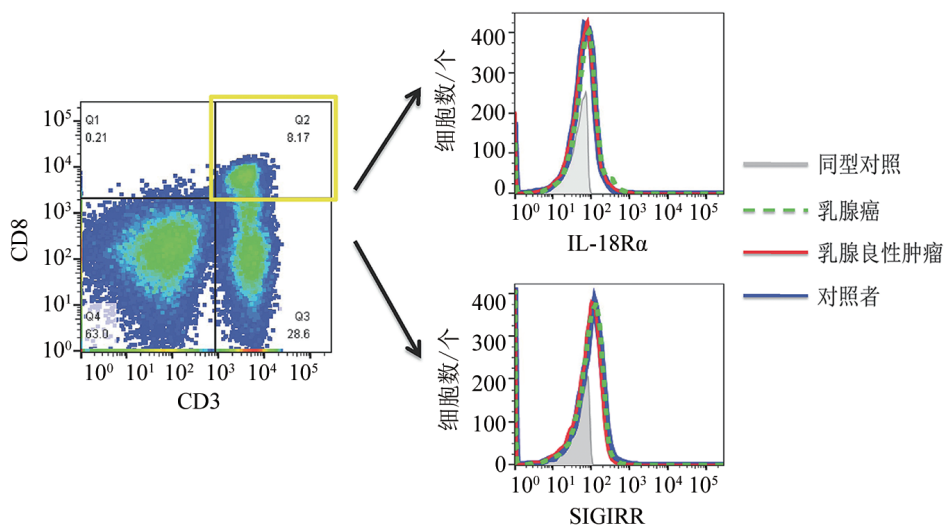 10⁵
10⁴
10³
10²
10¹
10⁰
CD8
Q1
0.21
Q2
8.17
Q4
63.0
Q3
28.6
10⁰ 10¹ 10² 10³ 10⁴ 10⁵
CD3
细胞数/个
400
300
200
100
0
10⁰ 10¹ 10² 10³ 10⁴ 10⁵
IL-18Rα
细胞数/个
400
300
200
100
0
10⁰ 10¹ 10² 10³ 10⁴ 10⁵
SIGIRR
同型对照
乳腺癌
乳腺良性肿瘤
对照者